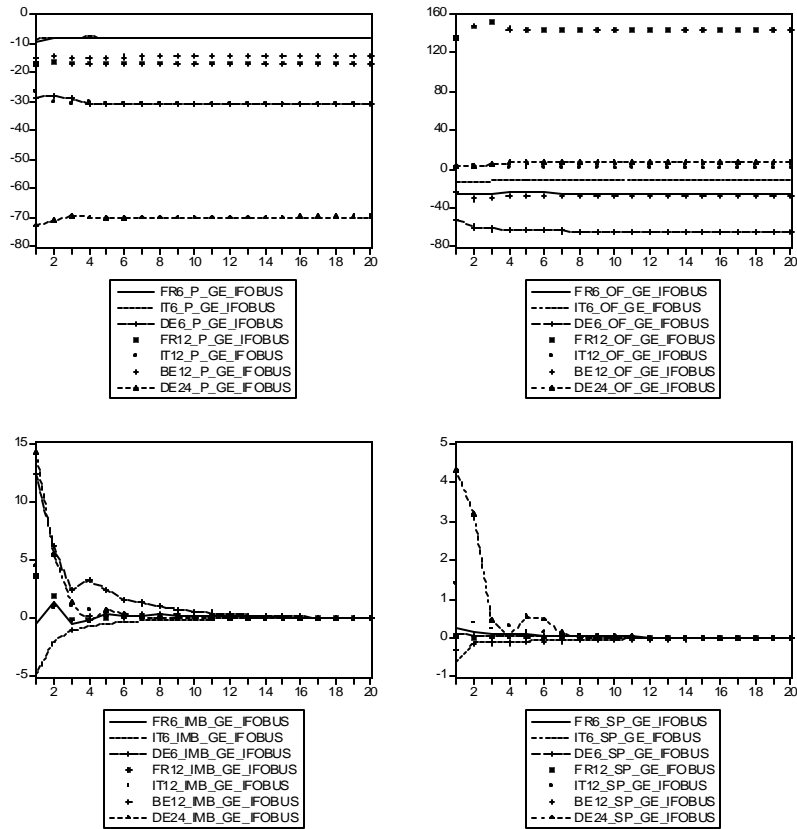 0
-10
-20
-30
-40
-50
-60
-70
-80
2 4 6 8 10 12 14 16 18 20
FR6_P_GE_IFOBUS
IT6_P_GE_IFOBUS
DE6_P_GE_IFOBUS
FR12_P_GE_IFOBUS
IT12_P_GE_IFOBUS
BE12_P_GE_IFOBUS
DE24_P_GE_IFOBUS
160
120
80
40
0
-40
-80
2 4 6 8 10 12 14 16 18 20
FR6_OF_GE_IFOBUS
IT6_OF_GE_IFOBUS
DE6_OF_GE_IFOBUS
FR12_OF_GE_IFOBUS
IT12_OF_GE_IFOBUS
BE12_OF_GE_IFOBUS
DE24_OF_GE_IFOBUS
15
10
5
0
-5
2 4 6 8 10 12 14 16 18 20
FR6_IMB_GE_IFOBUS
IT6_IMB_GE_IFOBUS
DE6_IMB_GE_IFOBUS
FR12_IMB_GE_IFOBUS
IT12_IMB_GE_IFOBUS
BE12_IMB_GE_IFOBUS
DE24_IMB_GE_IFOBUS
5
4
3
2
1
0
-1
2 4 6 8 10 12 14 16 18 20
FR6_SP_GE_IFOBUS
IT6_SP_GE_IFOBUS
DE6_SP_GE_IFOBUS
FR12_SP_GE_IFOBUS
IT12_SP_GE_IFOBUS
BE12_SP_GE_IFOBUS
DE24_SP_GE_IFOBUS